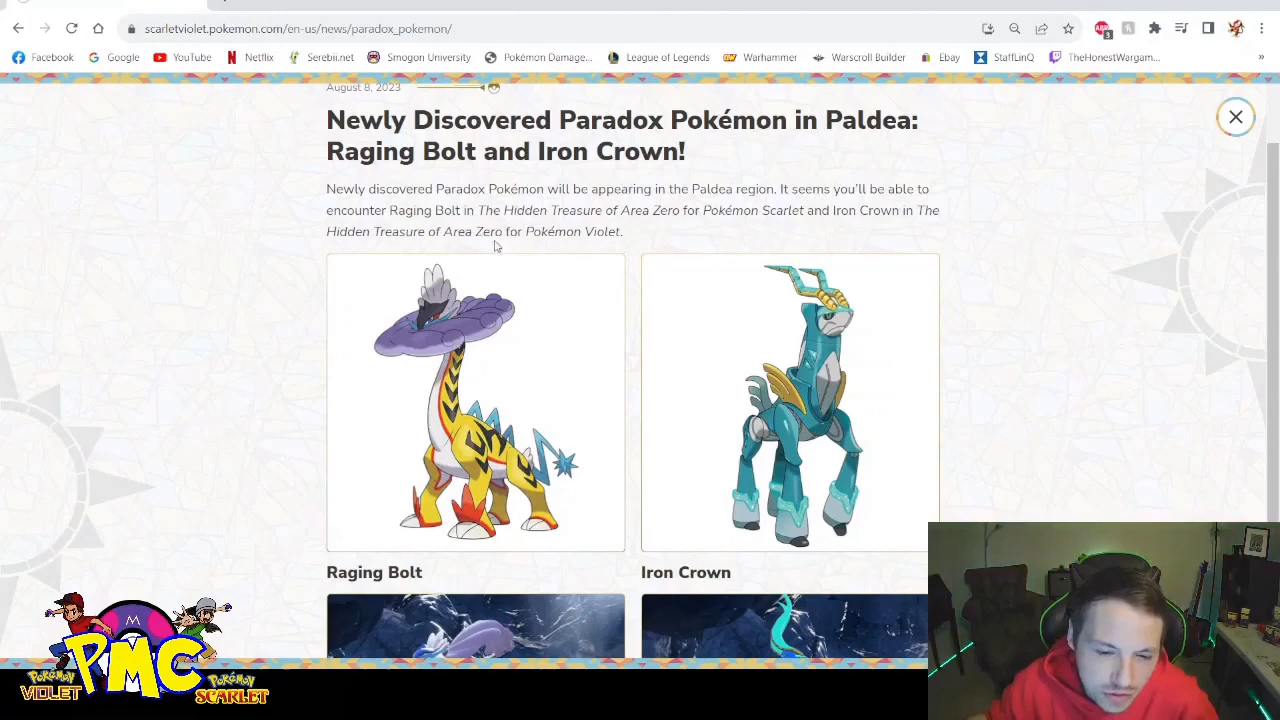 scarletviolet.pokemon.com/en-us/news/paradox_pokemon/
Facebook
Google
YouTube
Netflix
Serebii.net
Smogon University
Pokémon Damage...
League of Legends
Warhammer
Warscroll Builder
Ebay
StaffLinQ
TheHonestWargam...
»
August 8, 2023
Newly Discovered Paradox Pokémon in Paldea:
Raging Bolt and Iron Crown!
Newly discovered Paradox Pokémon will be appearing in the Paldea region. It seems you'll be able to
encounter Raging Bolt in The Hidden Treasure of Area Zero for Pokémon Scarlet and Iron Crown in The
Hidden Treasure of Area Zero for Pokémon Violet.
Raging Bolt
Iron Crown
M
PMC
POKéMON
VIOLET
POKéMON
SCARLET